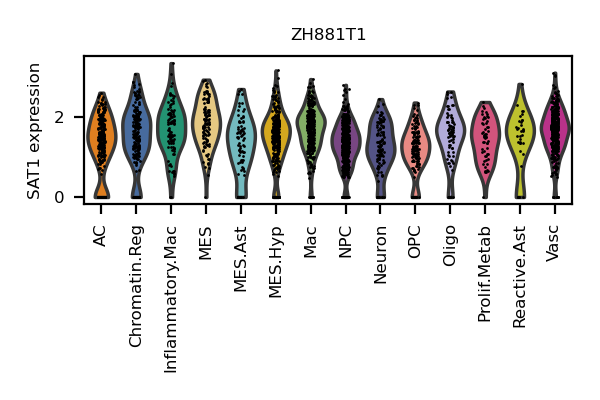 ZH881T1
SAT1 expression
2
0
AC
Chromatin.Reg
Inflammatory.Mac
MES
MES.Ast
MES.Hyp
Mac
NPC
Neuron
OPC
Oligo
Prolif.Metab
Reactive.Ast
Vasc